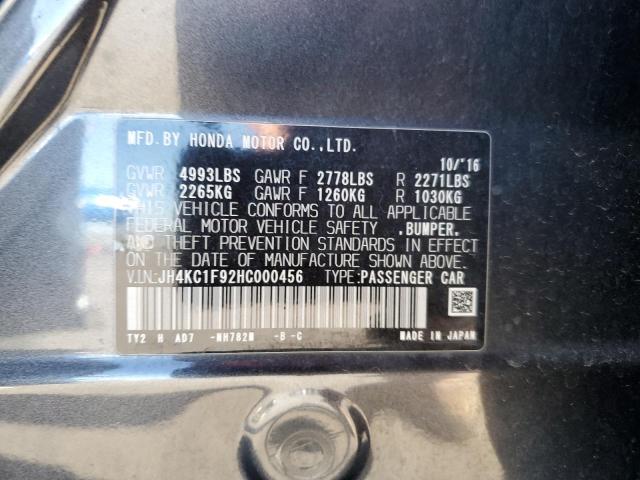 MFD.BY HONDA MOTOR CO.,LTD.
10/'16
GVWR 4993LBS GAWR F 2778LBS R 2271LBS
GVWR 2265KG GAWR F 1260KG R 1030KG
THIS VEHICLE CONFORMS TO ALL APPLICABLE
FEDERAL MOTOR VEHICLE SAFETY ,BUMPER,
AND THEFT PREVENTION STANDARDS IN EFFECT
ON THE DATE OF MANUFACTURE SHOWN ABOVE.
V.I.N:JH4KC1F92HC000456 TYPE:PASSENGER CAR
TY2 H AD7 -NH782M -B -C MADE IN JAPAN